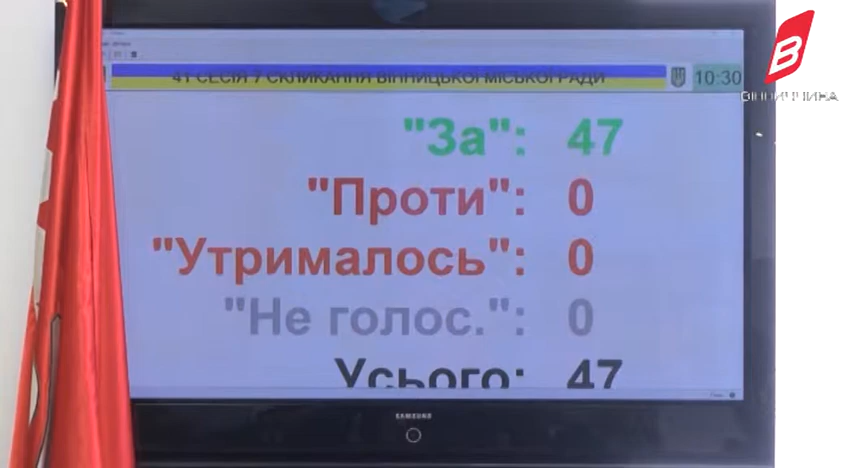 41 СЕСІЯ 7 СКЛИКАННЯ ВІННИЦЬКОЇ МІСЬКОЇ РАДИ
10:30
В
ВІННИЧЧИНА
"За": 47
"Проти": 0
"Утрималось": 0
"Не голос.": 0
Усього: 47
SAMSUNG